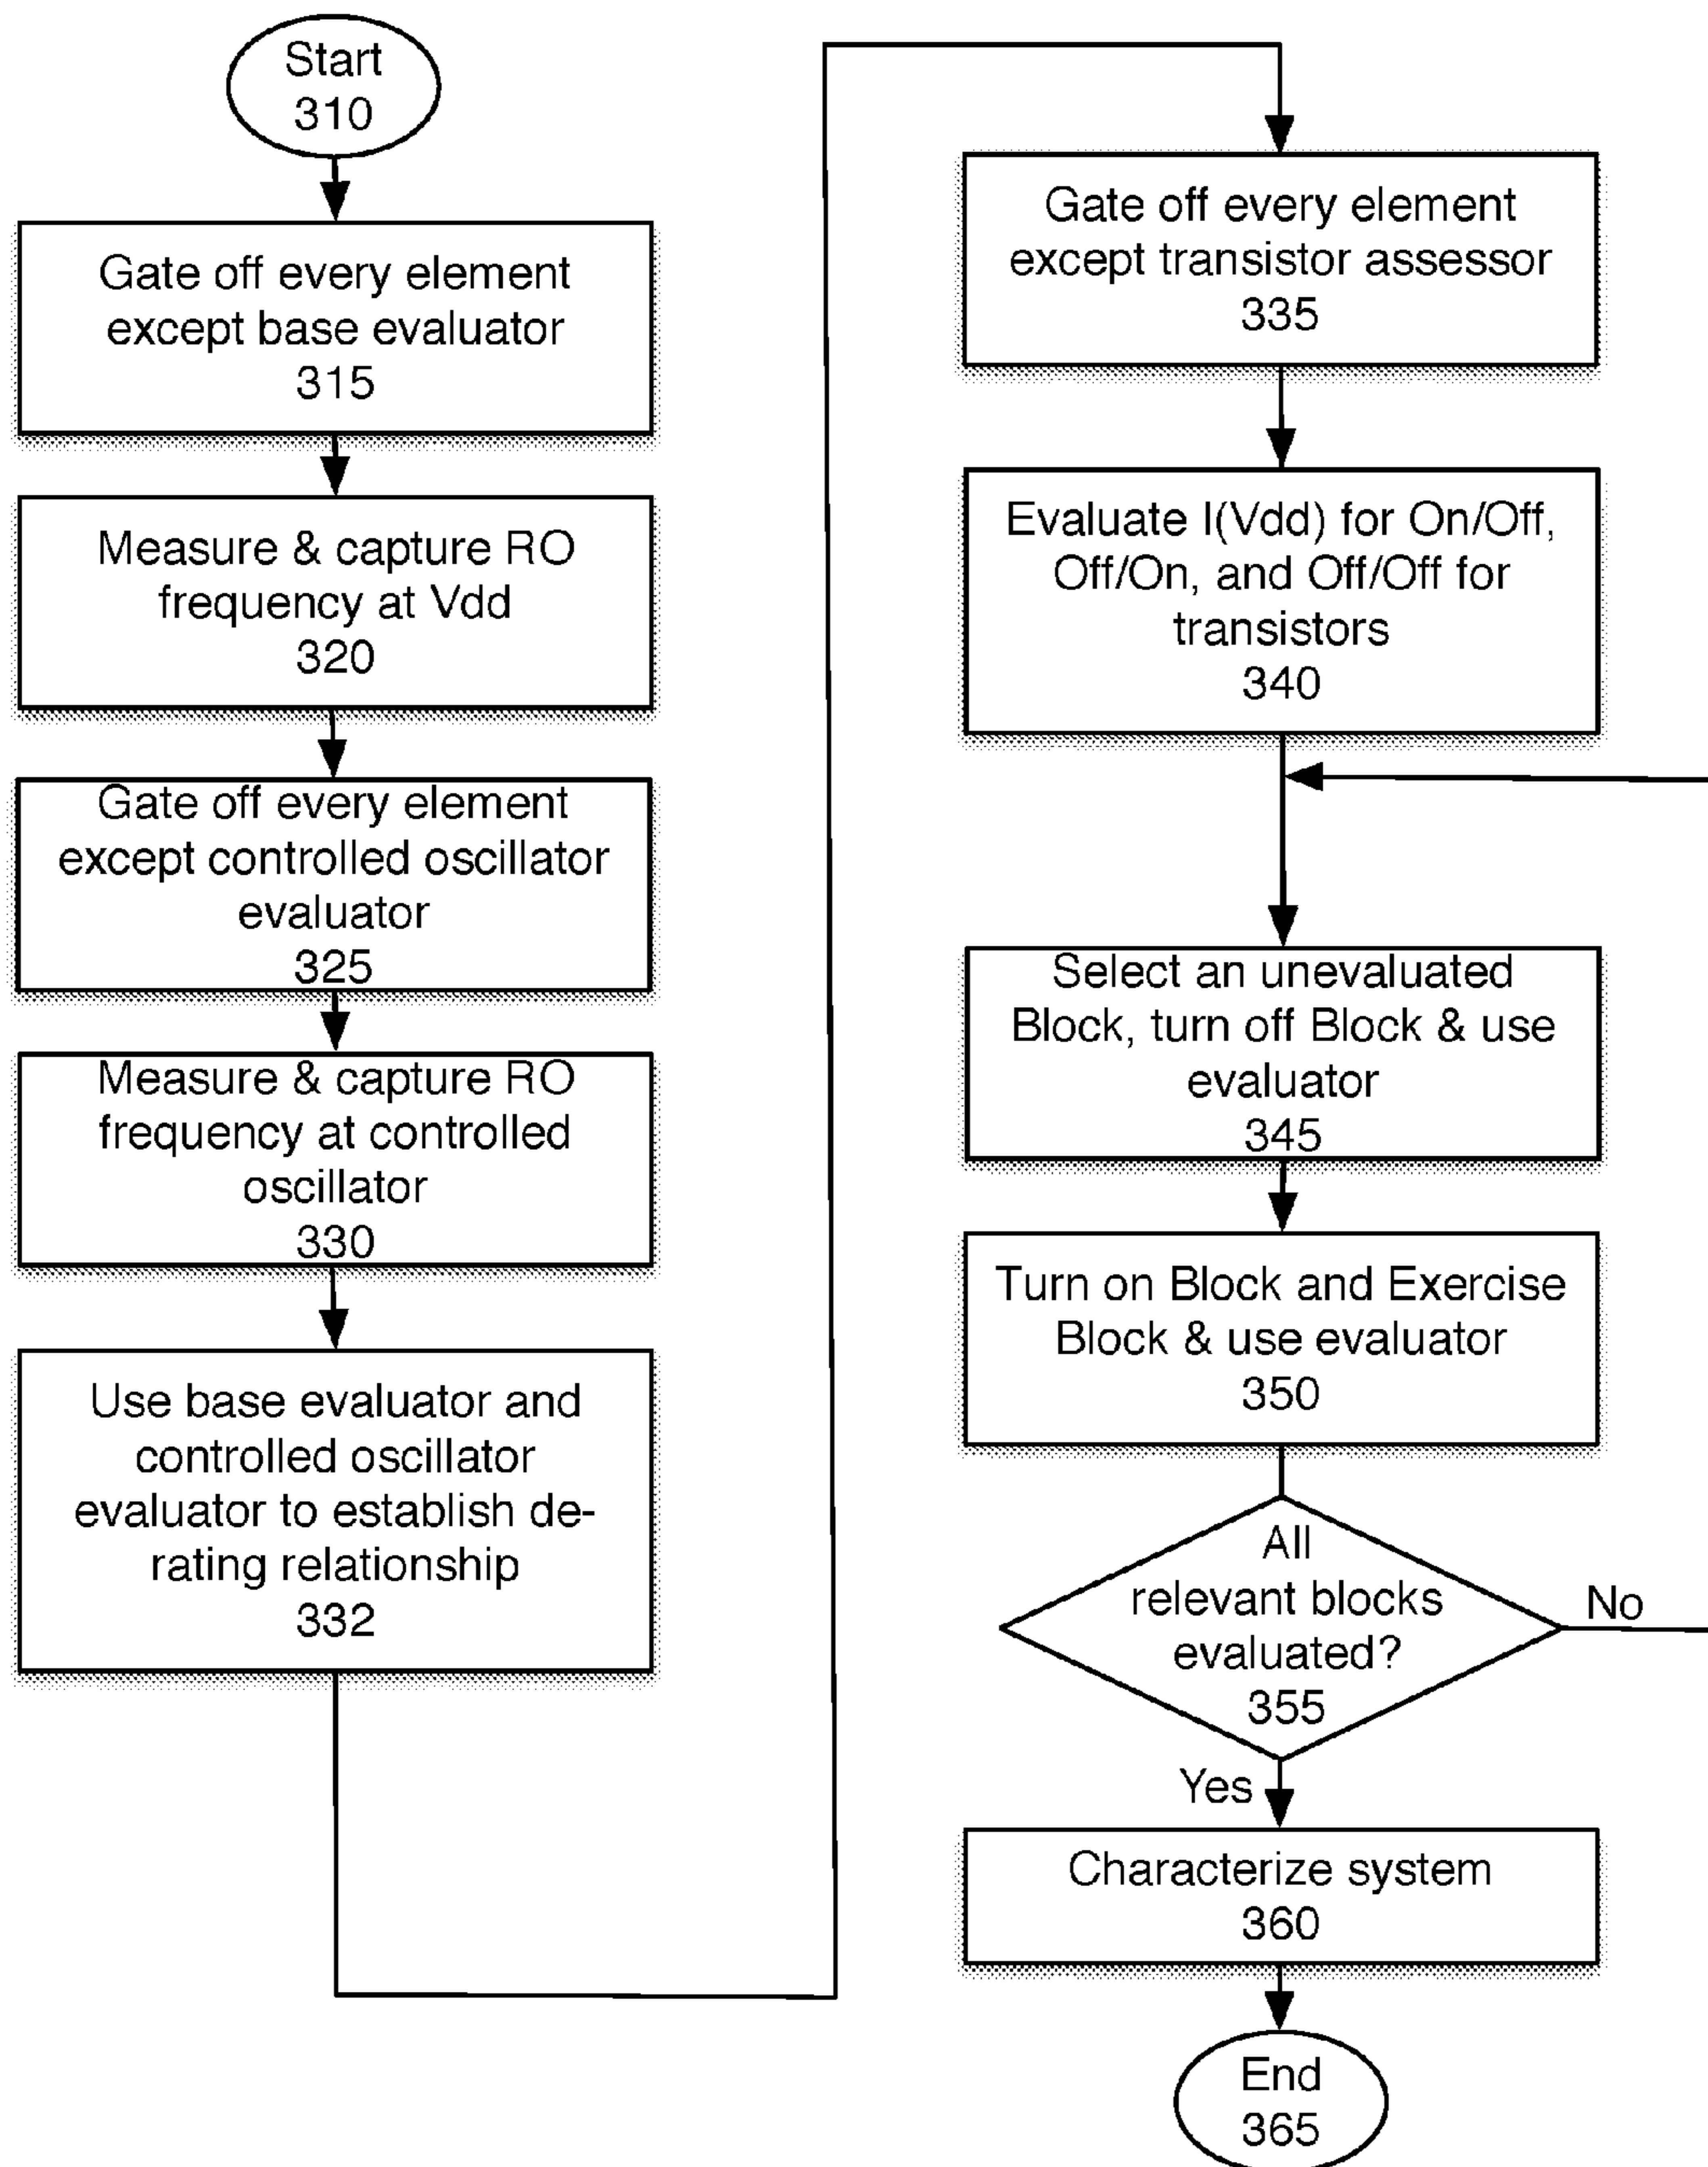 Start
310
Gate off every element
except base evaluator
315
Measure & capture RO
frequency at Vdd
320
Gate off every element
except controlled oscillator
evaluator
325
Measure & capture RO
frequency at controlled
oscillator
330
Use base evaluator and
controlled oscillator
evaluator to establish de-
rating relationship
332
Gate off every element
except transistor assessor
335
Evaluate I(Vdd) for On/Off,
Off/On, and Off/Off for
transistors
340
Select an unevaluated
Block, turn off Block & use
evaluator
345
Turn on Block and Exercise
Block & use evaluator
350
All
relevant blocks
evaluated?
355
No
Yes
Characterize system
360
End
365